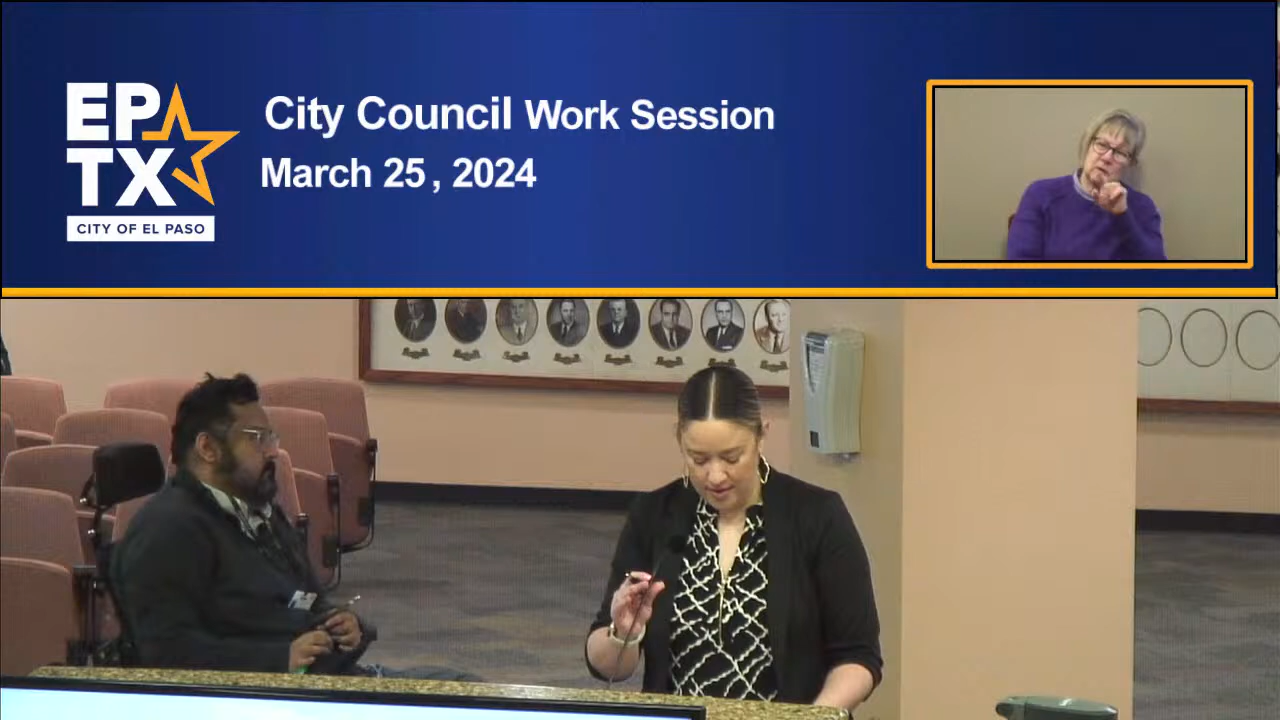 EP
TX
CITY OF EL PASO
City Council Work Session
March 25, 2024